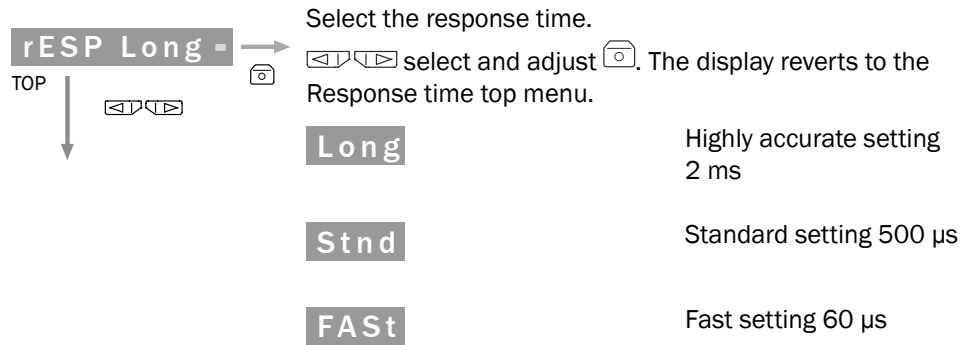 Select the response time.
rESP Long -
select and adjust . The display reverts to the
TOP
Response time top menu.
Long
Highly accurate setting
2 ms
Stnd
Standard setting 500 µs
FASt
Fast setting 60 µs